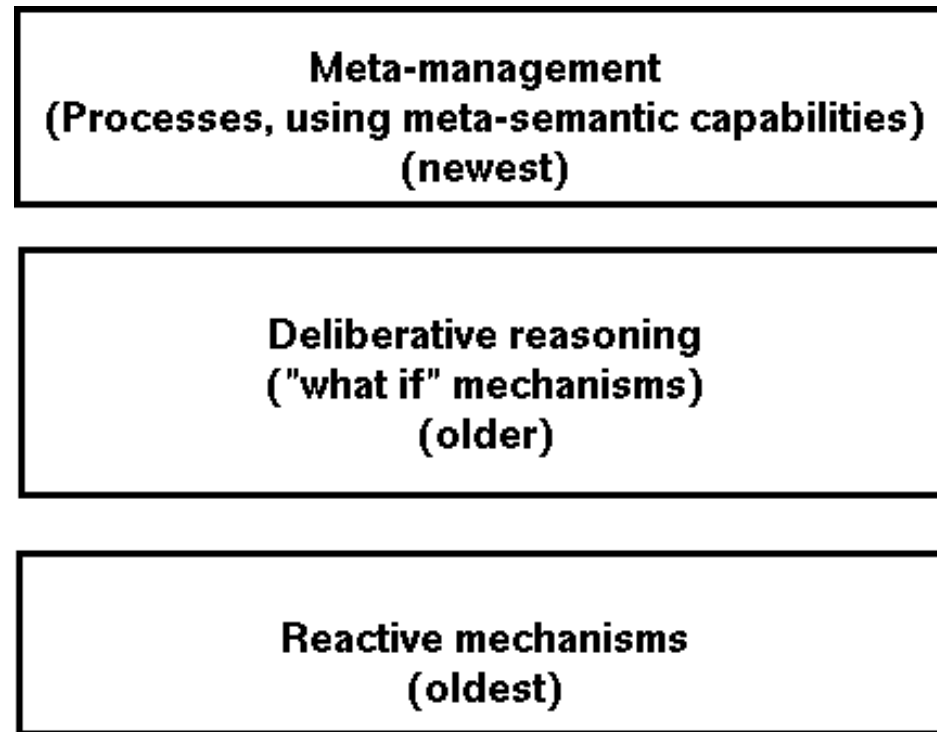 Meta-management
(Processes, using meta-semantic capabilities)
(newest)
Deliberative reasoning
("what if" mechanisms)
(older)
Reactive mechanisms
(oldest)